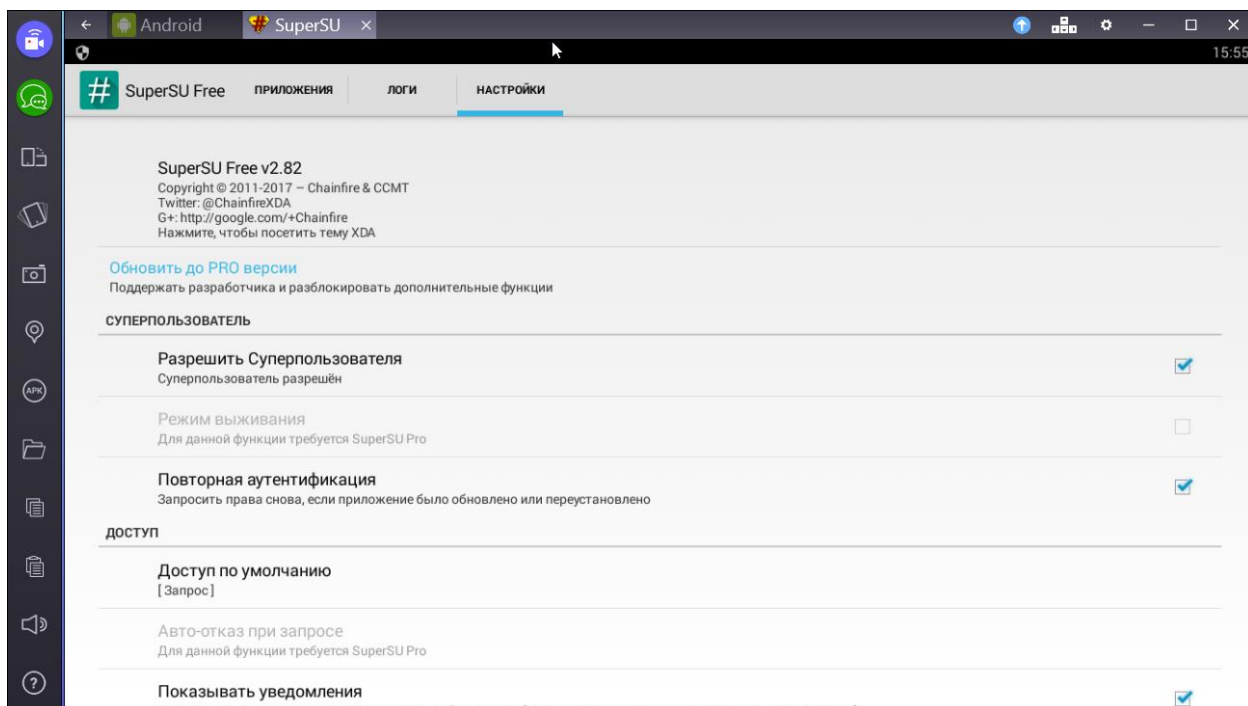 Android
SuperSU
15:55
SuperSU Free
ПРИЛОЖЕНИЯ
ЛОГИ
НАСТРОЙКИ
SuperSU Free v2.82
Copyright © 2011-2017 – Chainfire & CCMT
Twitter: @ChainfireXDA
G+: http://google.com/+Chainfire
Нажмите, чтобы посетить тему XDA
Обновить до PRO версии
Поддержать разработчика и разблокировать дополнительные функции
СУПЕРПОЛЬЗОВАТЕЛЬ
Разрешить Суперпользователя
Суперпользователь разрешён
Режим выживания
Для данной функции требуется SuperSU Pro
APK
Повторная аутентификация
Запросить права снова, если приложение было обновлено или переустановлено
ДОСТУП
Доступ по умолчанию
[ Запрос ]
Авто-отказ при запросе
Для данной функции требуется SuperSU Pro
Показывать уведомления